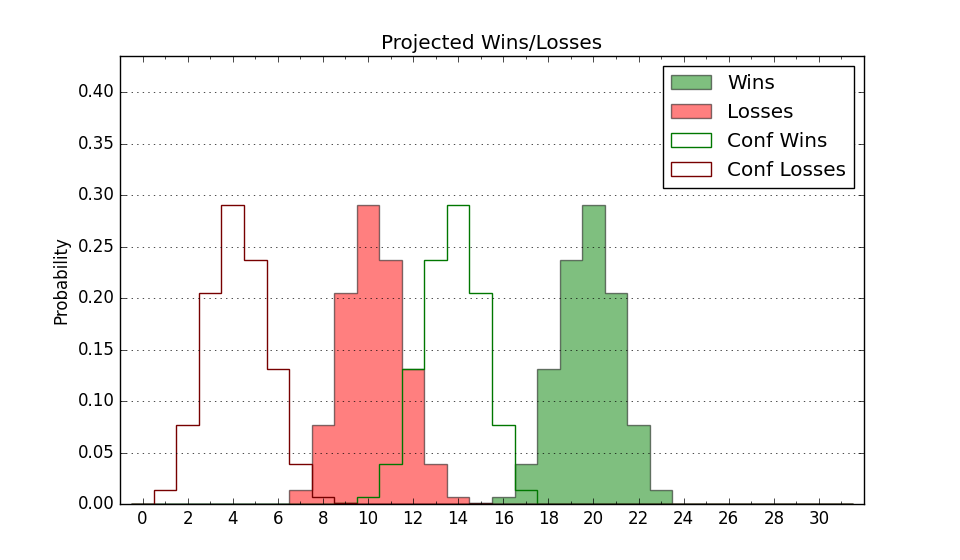 Projected Wins/Losses
Wins
Losses
Conf Wins
Conf Losses
Probability
0.40
0.35
0.30
0.25
0.20
0.15
0.10
0.05
0.00
0 2 4 6 8 10 12 14 16 18 20 22 24 26 28 30